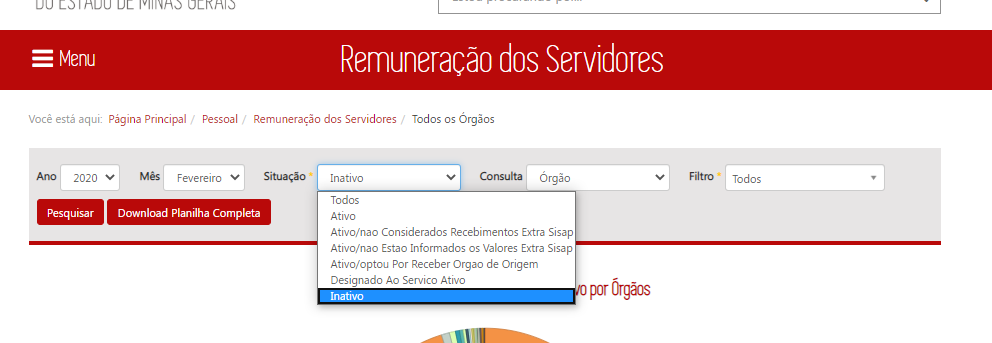 DO ESTADO DE MINAS GERAIS
Menu
Remuneração dos Servidores
Você está aqui: Página Principal / Pessoal / Remuneração dos Servidores / Todos os Órgãos
Ano 2020 Mês Fevereiro Situação * Inativo Consulta Órgão Filtro * Todos
Pesquisar Download Planilha Completa
Todos
Ativo
Ativo/nao Considerados Recebimentos Extra Sisap
Ativo/nao Estao Informados os Valores Extra Sisap
Ativo/optou Por Receber Orgao de Origem
Designado Ao Servico Ativo
Inativo
vo por Órgãos